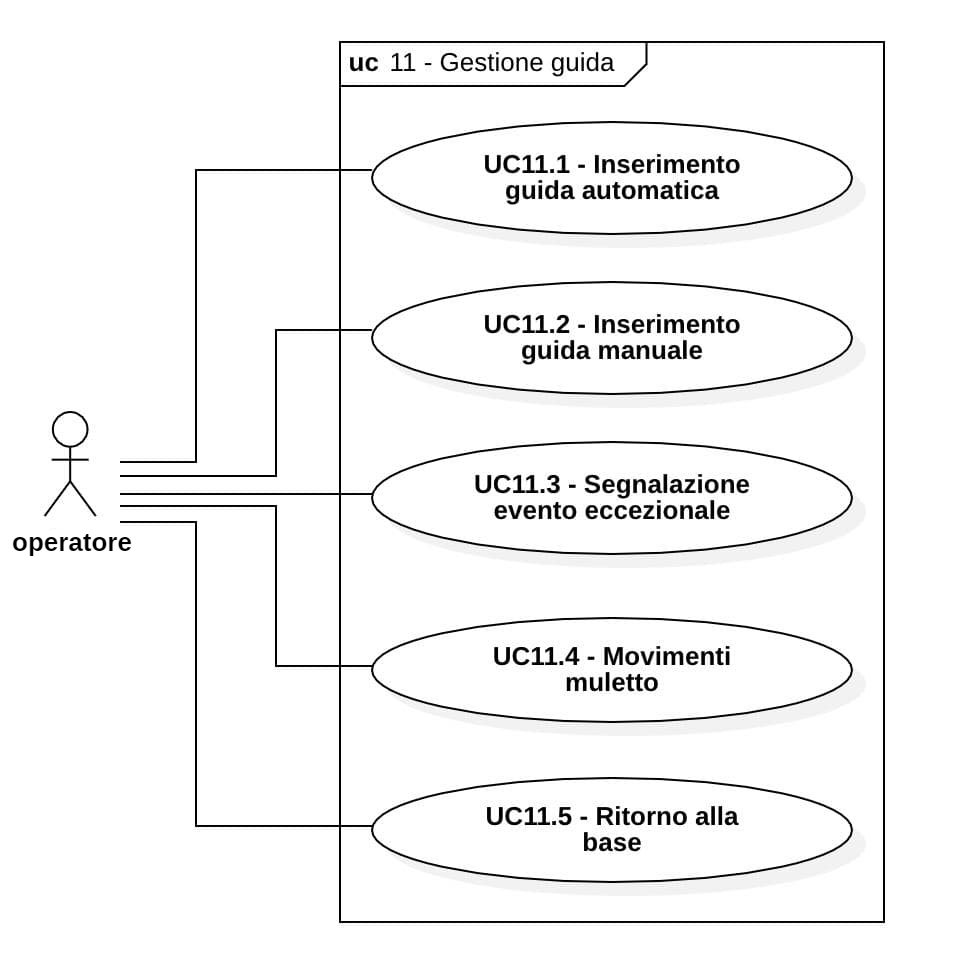 uc 11 - Gestione guida
UC11.1 - Inserimento
guida automatica
UC11.2 - Inserimento
guida manuale
UC11.3 - Segnalazione
evento eccezionale
operatore
UC11.4 - Movimenti
muletto
UC11.5 - Ritorno alla
base